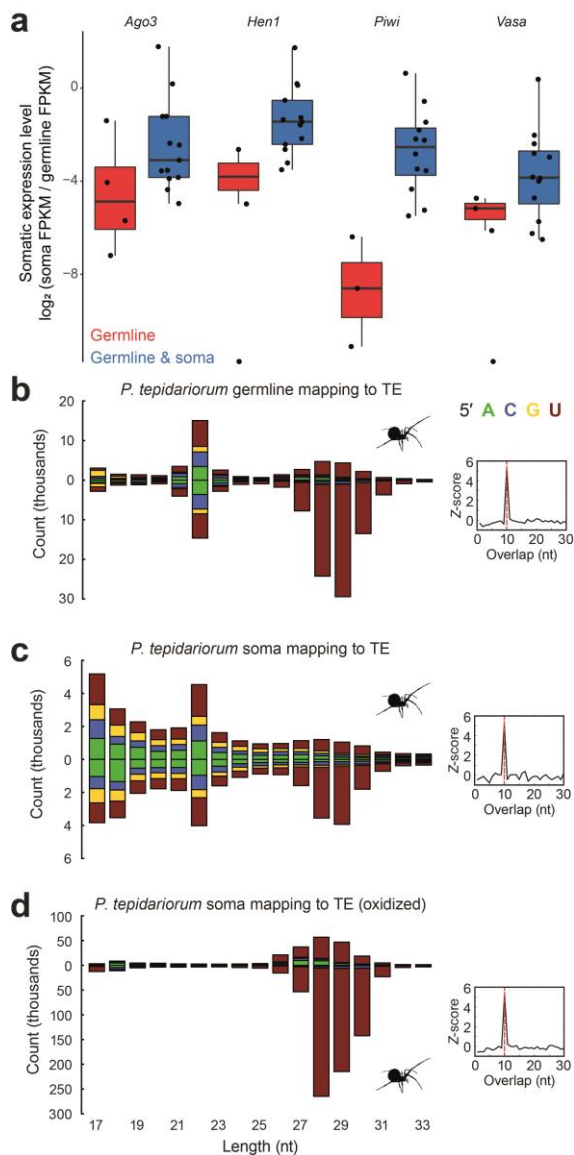 a
Ago3 Hen1 Piwi Vasa
Somatic expression level
log₂ (soma FPKM / germline FPKM)
0
−4
−8
Germline
Germline & soma
b
P. tepidariorum germline mapping to TE
5′ A C G U
Count (thousands)
20
10
0
10
20
30
Z-score
6
4
2
0
0 10 20 30
Overlap (nt)
c
P. tepidariorum soma mapping to TE
Count (thousands)
6
4
2
0
2
4
6
Z-score
6
4
2
0
0 10 20 30
Overlap (nt)
d
P. tepidariorum soma mapping to TE (oxidized)
Count (thousands)
100
50
0
50
100
150
200
250
300
17 19 21 23 25 27 29 31 33
Length (nt)
Z-score
6
4
2
0
0 10 20 30
Overlap (nt)